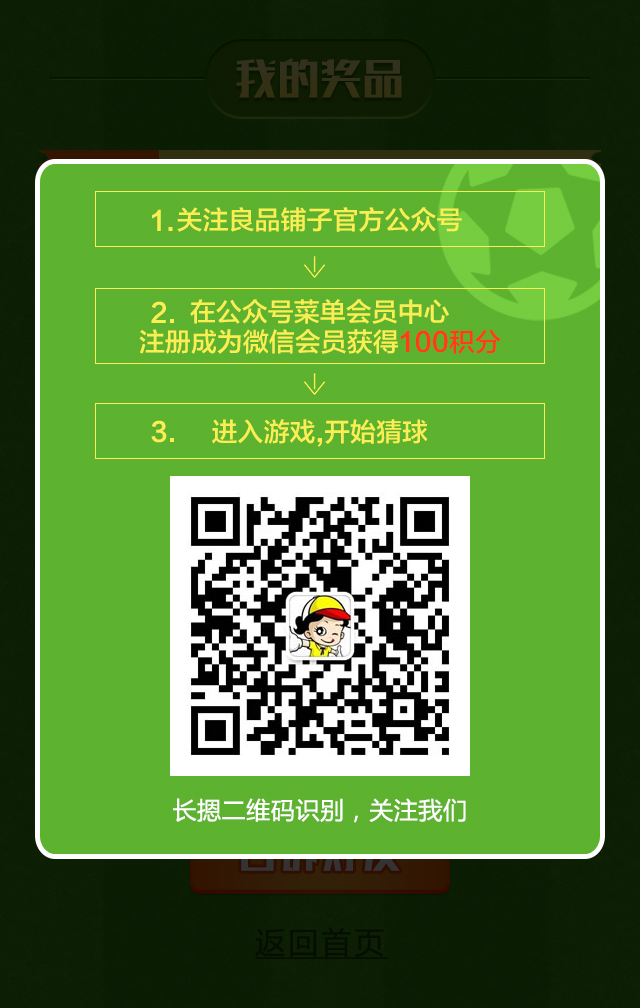 我的奖品
1.关注良品铺子官方公众号
2. 在公众号菜单会员中心
注册成为微信会员获得100积分
3. 进入游戏,开始猜球
长摁二维码识别，关注我们
返回首页